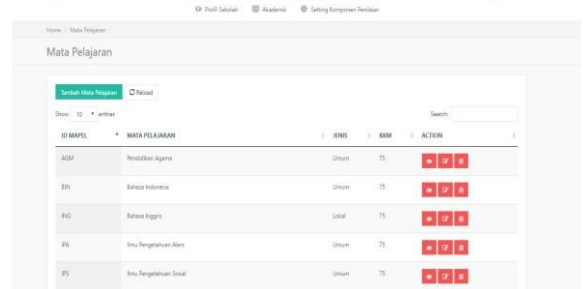 Profil Sekolah Akademik Setting Komponen Penilaian
Home / Mata Pelajaran
Mata Pelajaran
Tambah Mata Pelajaran Reload
Show 10 entries Search:
ID MAPEL MATA PELAJARAN JENIS KKM ACTION
AGM Pendidikan Agama Umum 75
BIN Bahasa Indonesia Umum 75
ING Bahasa Inggris Lokal 75
IPA Ilmu Pengetahuan Alam Umum 75
IPS Ilmu Pengetahuan Sosial Umum 75